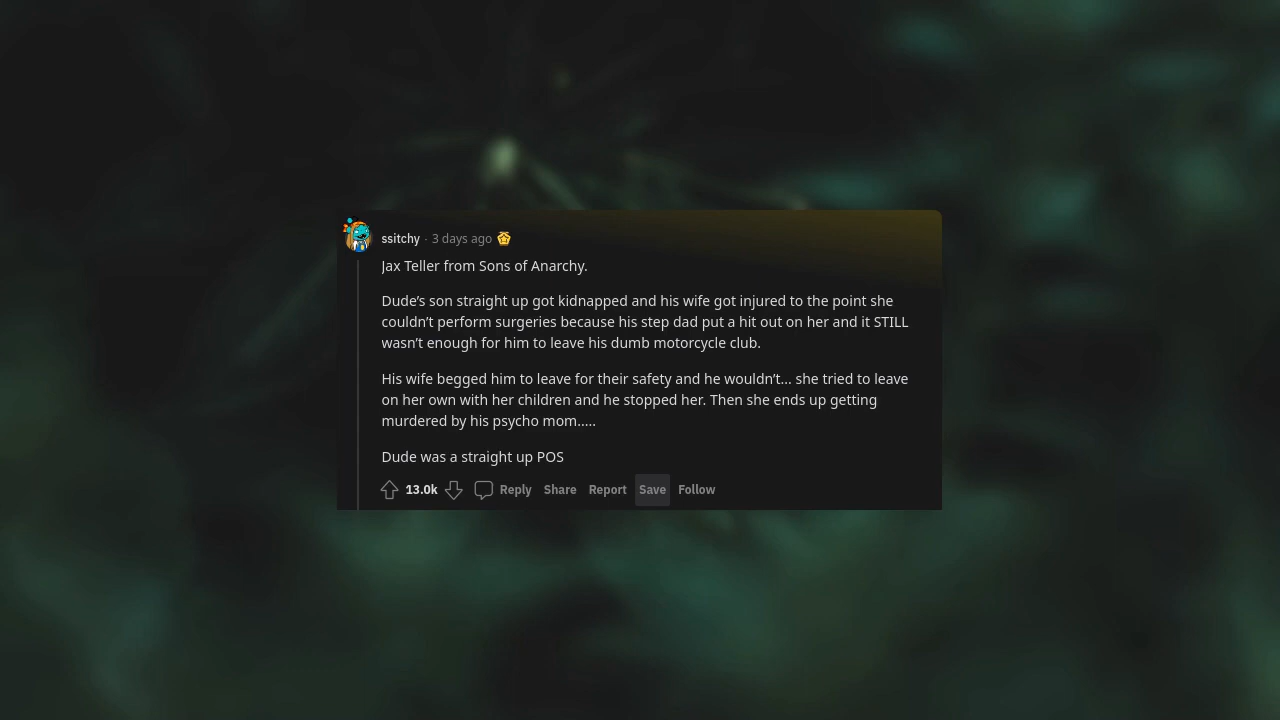 ssitchy · 3 days ago
Jax Teller from Sons of Anarchy.
Dude’s son straight up got kidnapped and his wife got injured to the point she
couldn’t perform surgeries because his step dad put a hit out on her and it STILL
wasn’t enough for him to leave his dumb motorcycle club.
His wife begged him to leave for their safety and he wouldn’t... she tried to leave
on her own with her children and he stopped her. Then she ends up getting
murdered by his psycho mom.....
Dude was a straight up POS
13.0k Reply Share Report Save Follow